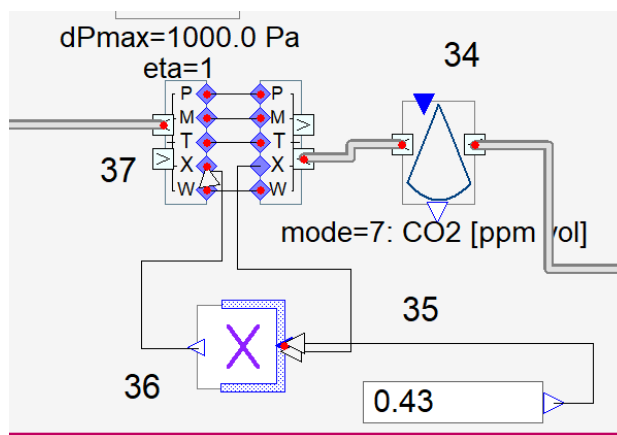 dPmax=1000.0 Pa
eta=1
34
P P
M M
T T
X X
W W
37
mode=7: CO2 [ppm vol]
35
X
36
0.43